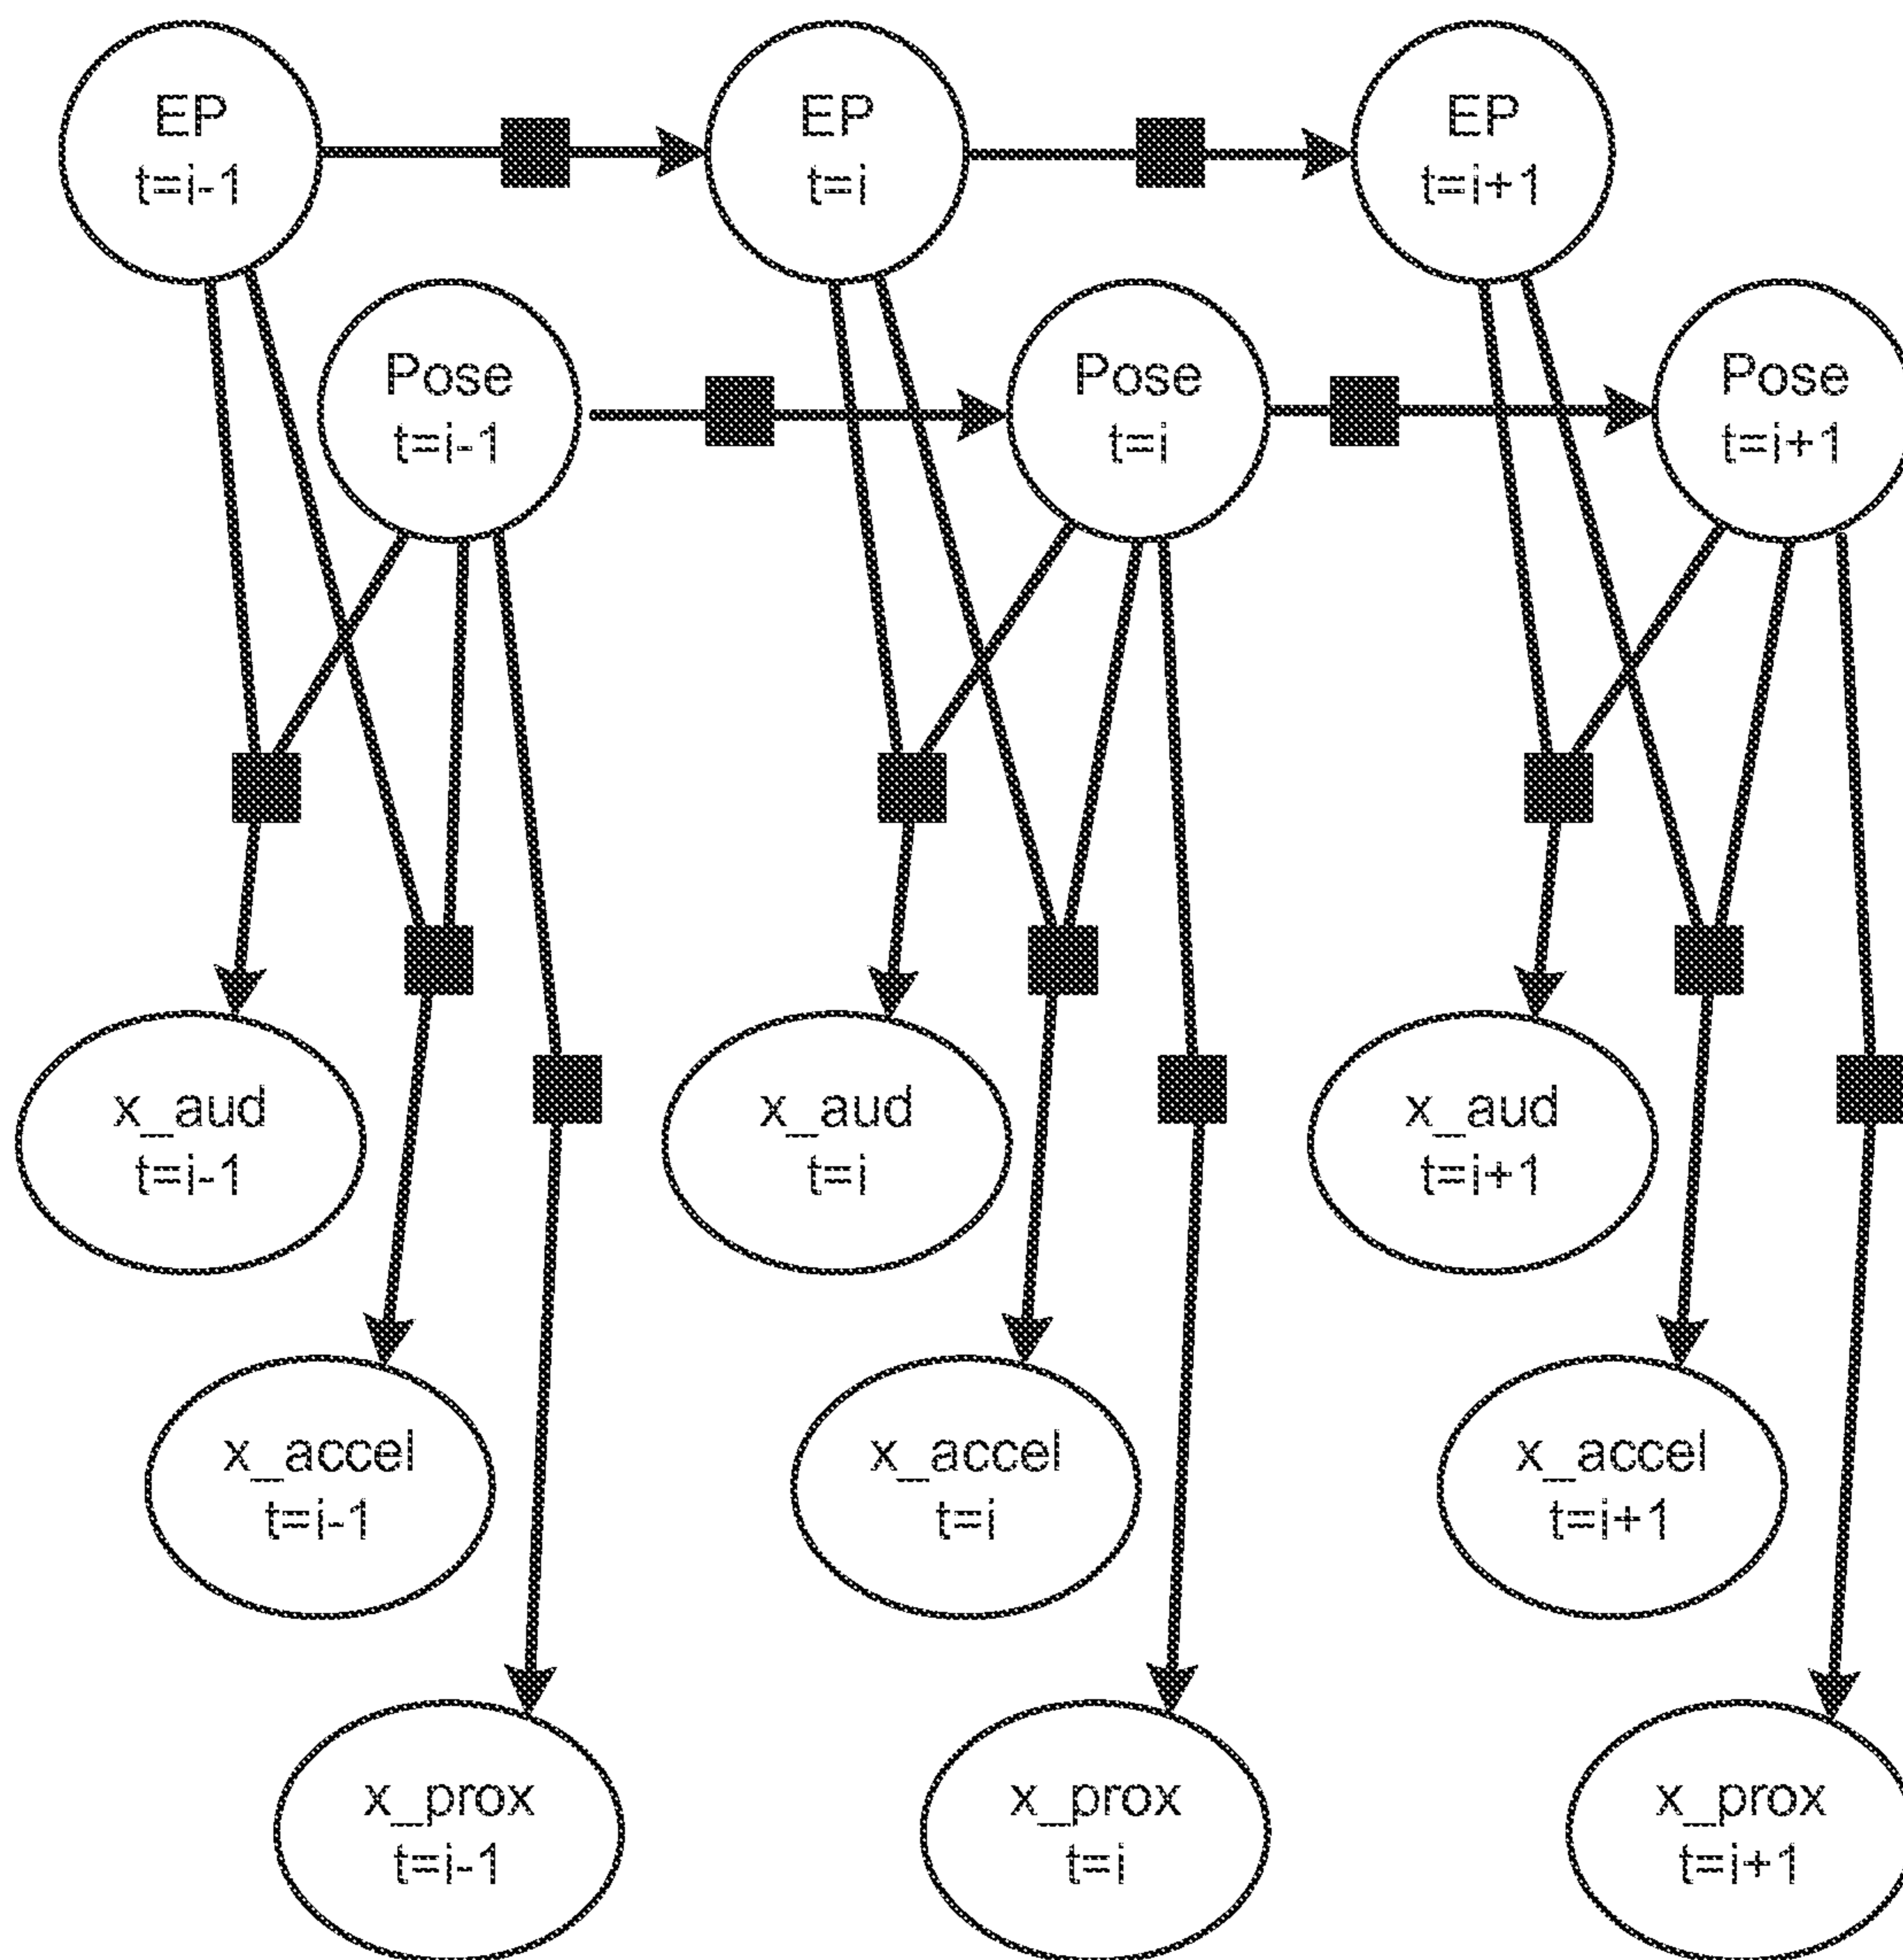 EP
t=i-1
EP
t=i
EP
t=i+1
Pose
t=i-1
Pose
t=i
Pose
t=i+1
x_aud
t=i-1
x_aud
t=i
x_aud
t=i+1
x_accel
t=i-1
x_accel
t=i
x_accel
t=i+1
x_prox
t=i-1
x_prox
t=i
x_prox
t=i+1